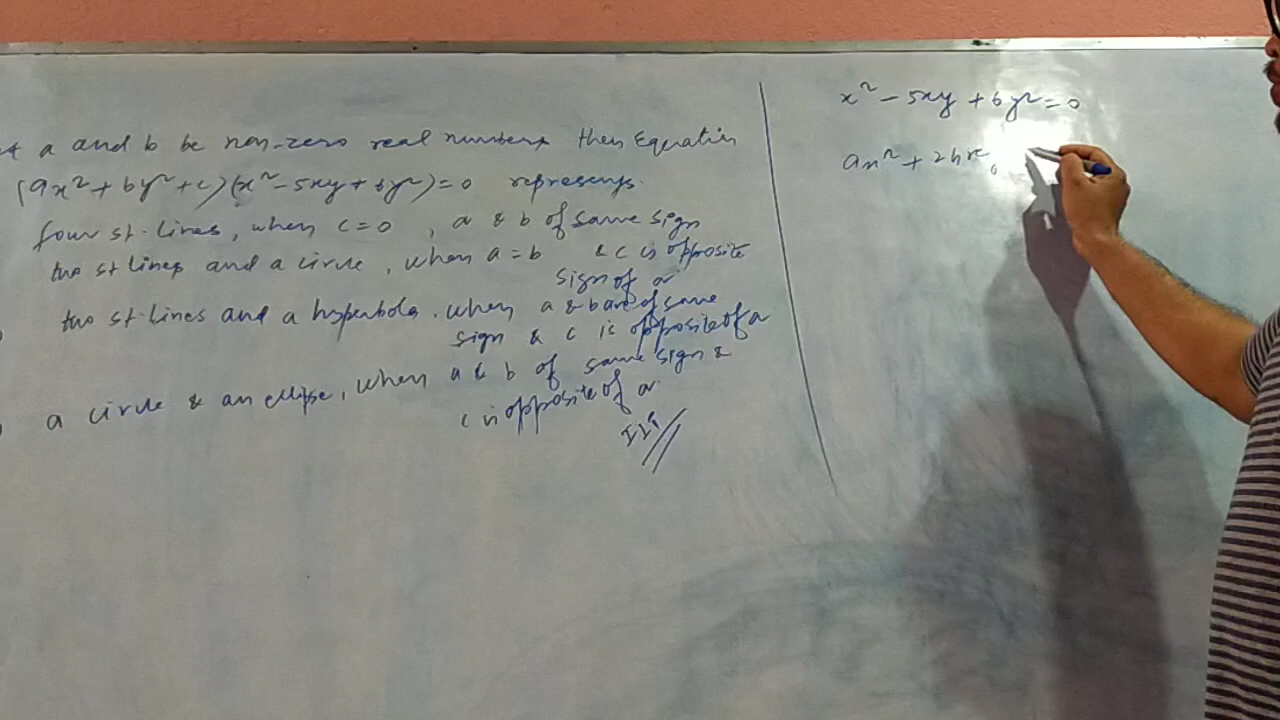 a and b be non-zero real numbers then Equation
(ax²+by²+c)(x²-5xy+6y²)=0 represents.
four st. lines, when c=0, a & b of same sign
two st lines and a circle, when a=b & c is opposite
sign of a
two st. lines and a hyperbola. when a & b are of same
sign & c is opposite of a
a circle & an ellipse, when a & b of same sign &
c is opposite of a
x²-5xy+6y²=0
ax²+2hx